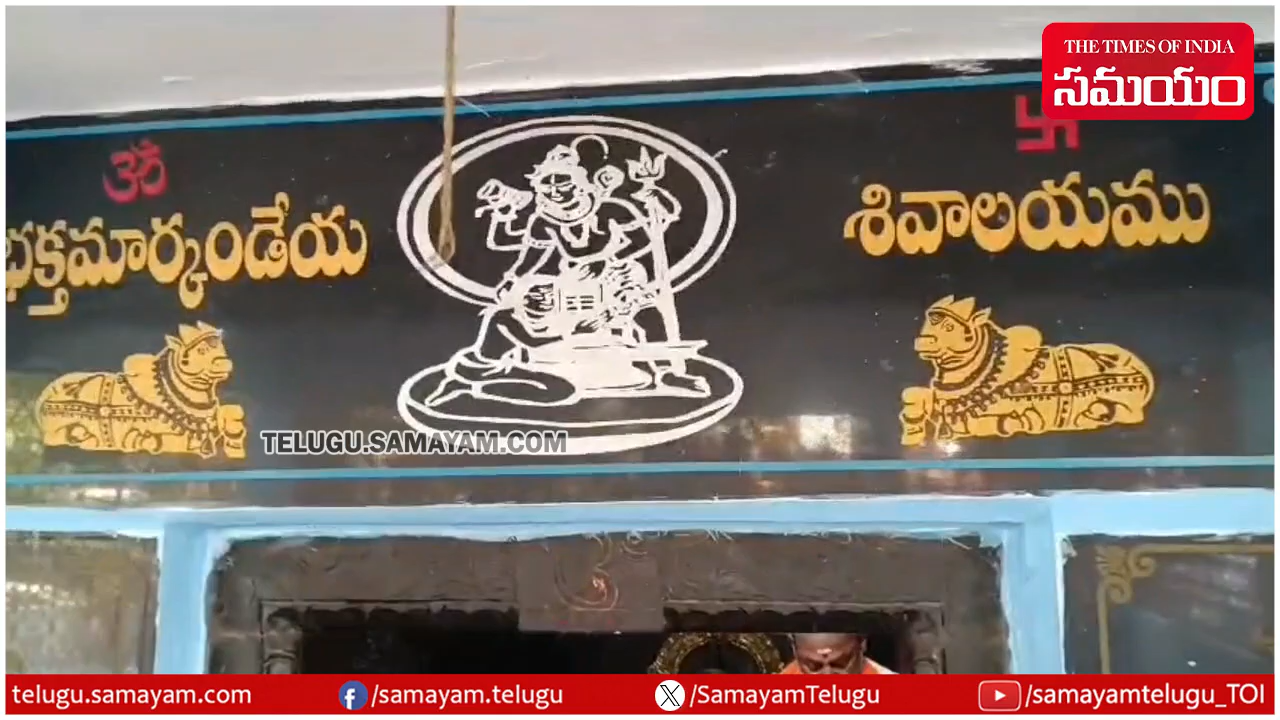 THE TIMES OF INDIA
సమయం
ఓం
భక్తమార్కండేయ శివాలయము
TELUGU.SAMAYAM.COM
telugu.samayam.com /samayam.telugu /SamayamTelugu /samayamtelugu_TOI